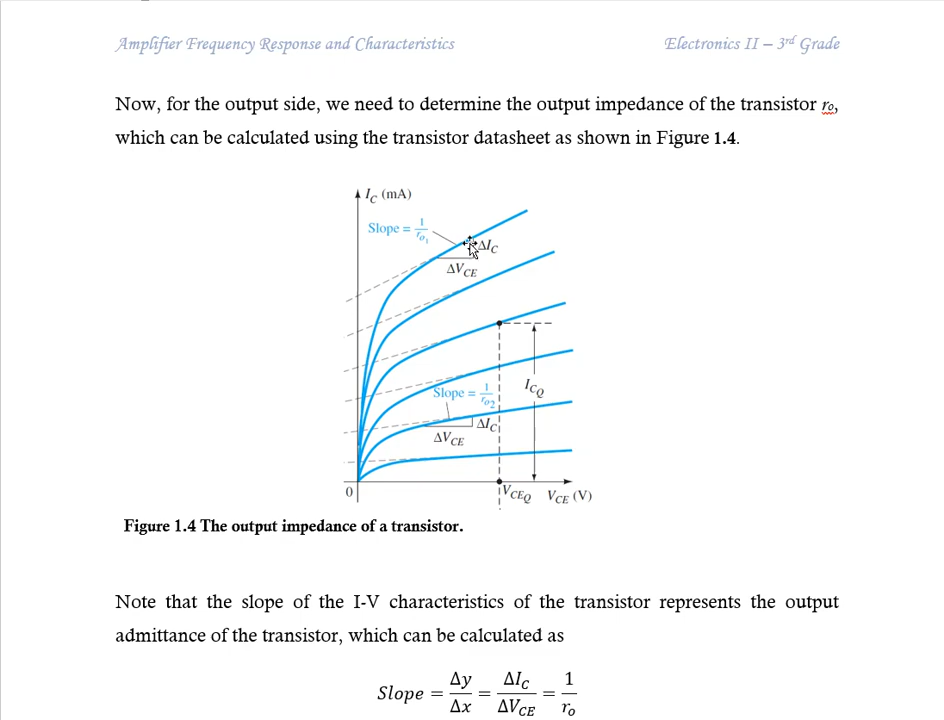 Amplifier Frequency Response and Characteristics Electronics II – 3rd Grade
Now, for the output side, we need to determine the output impedance of the transistor ro,
which can be calculated using the transistor datasheet as shown in Figure 1.4.
IC (mA)
Slope = 1/ro1
ΔIC
ΔVCE
ICQ
Slope = 1/ro2
ΔIC
ΔVCE
0
VCEQ VCE (V)
Figure 1.4 The output impedance of a transistor.
Note that the slope of the I-V characteristics of the transistor represents the output
admittance of the transistor, which can be calculated as
Slope = Δy/Δx = ΔIC/ΔVCE = 1/ro